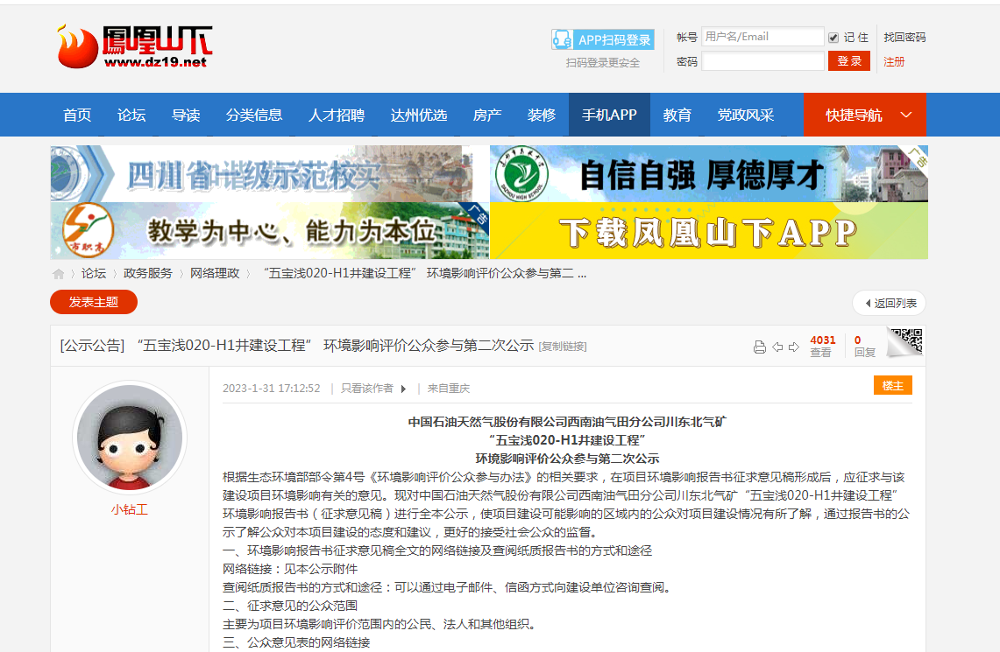 鳳凰山下
www.dz19.net
APP扫码登录
扫码登录更安全
帐号 用户名/Email 记住 找回密码
密码 登录 注册
首页 论坛 导读 分类信息 人才招聘 达州优选 房产 装修 手机APP 教育 党政风采 快捷导航
四川省 级示范校
自信自强 厚德厚才
广告
DAZHOU HIGH SCHOOL
市职高
教学为中心、能力为本位
广告
下载凤凰山下APP
论坛 政务服务 网络理政 “五宝浅020-H1井建设工程” 环境影响评价公众参与第二 ...
发表主题
返回列表
[公示公告] “五宝浅020-H1井建设工程” 环境影响评价公众参与第二次公示 [复制链接]
4031 查看
0 回复
2023-1-31 17:12:52 | 只看该作者 | 来自重庆
楼主
小钻工
中国石油天然气股份有限公司西南油气田分公司川东北气矿
“五宝浅020-H1井建设工程”
环境影响评价公众参与第二次公示
根据生态环境部部令第4号《环境影响评价公众参与办法》的相关要求，在项目环境影响报告书征求意见稿形成后，应征求与该
建设项目环境影响有关的意见。现对中国石油天然气股份有限公司西南油气田分公司川东北气矿“五宝浅020-H1井建设工程”
环境影响报告书（征求意见稿）进行全本公示，使项目建设可能影响的区域内的公众对项目建设情况有所了解，通过报告书的公
示了解公众对本项目建设的态度和建议，更好的接受社会公众的监督。
一、环境影响报告书征求意见稿全文的网络链接及查阅纸质报告书的方式和途径
网络链接：见本公示附件
查阅纸质报告书的方式和途径：可以通过电子邮件、信函方式向建设单位咨询查阅。
二、征求意见的公众范围
主要为项目环境影响评价范围内的公民、法人和其他组织。
三、公众意见表的网络链接